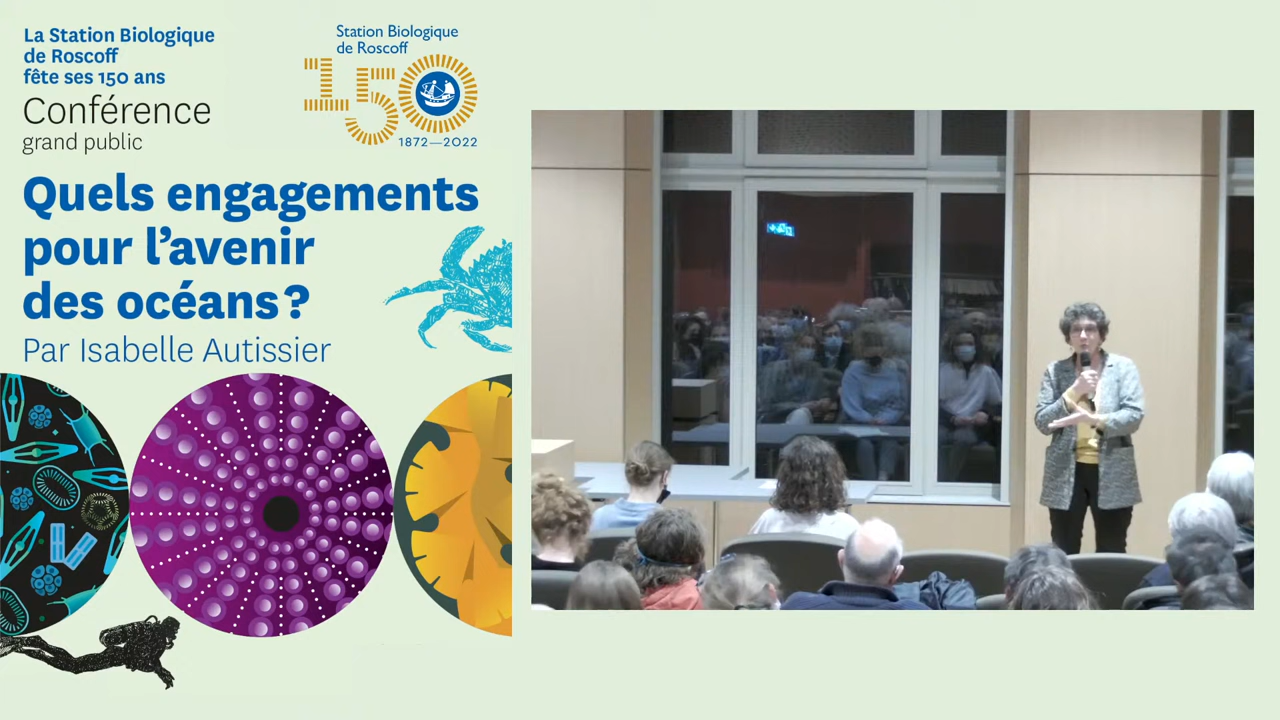 La Station Biologique
de Roscoff
fête ses 150 ans
Conférence
grand public
Station Biologique
de Roscoff
150
1872—2022
Quels engagements
pour l’avenir
des océans ?
Par Isabelle Autissier